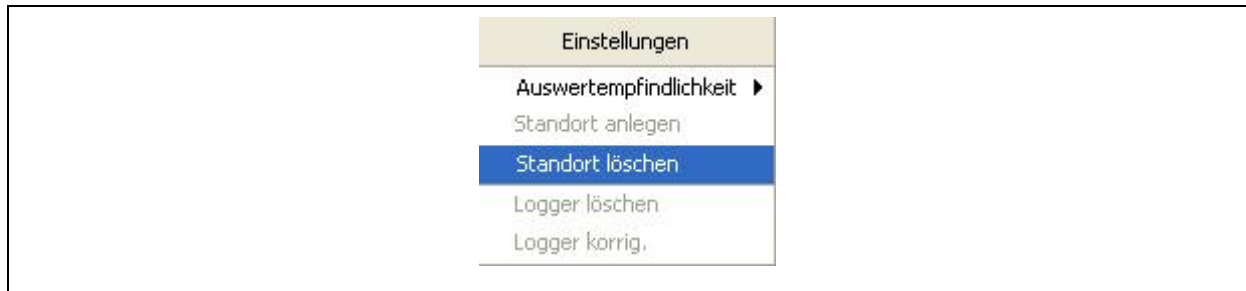 Einstellungen
Auswertempfindlichkeit
Standort anlegen
Standort löschen
Logger löschen
Logger korrig.